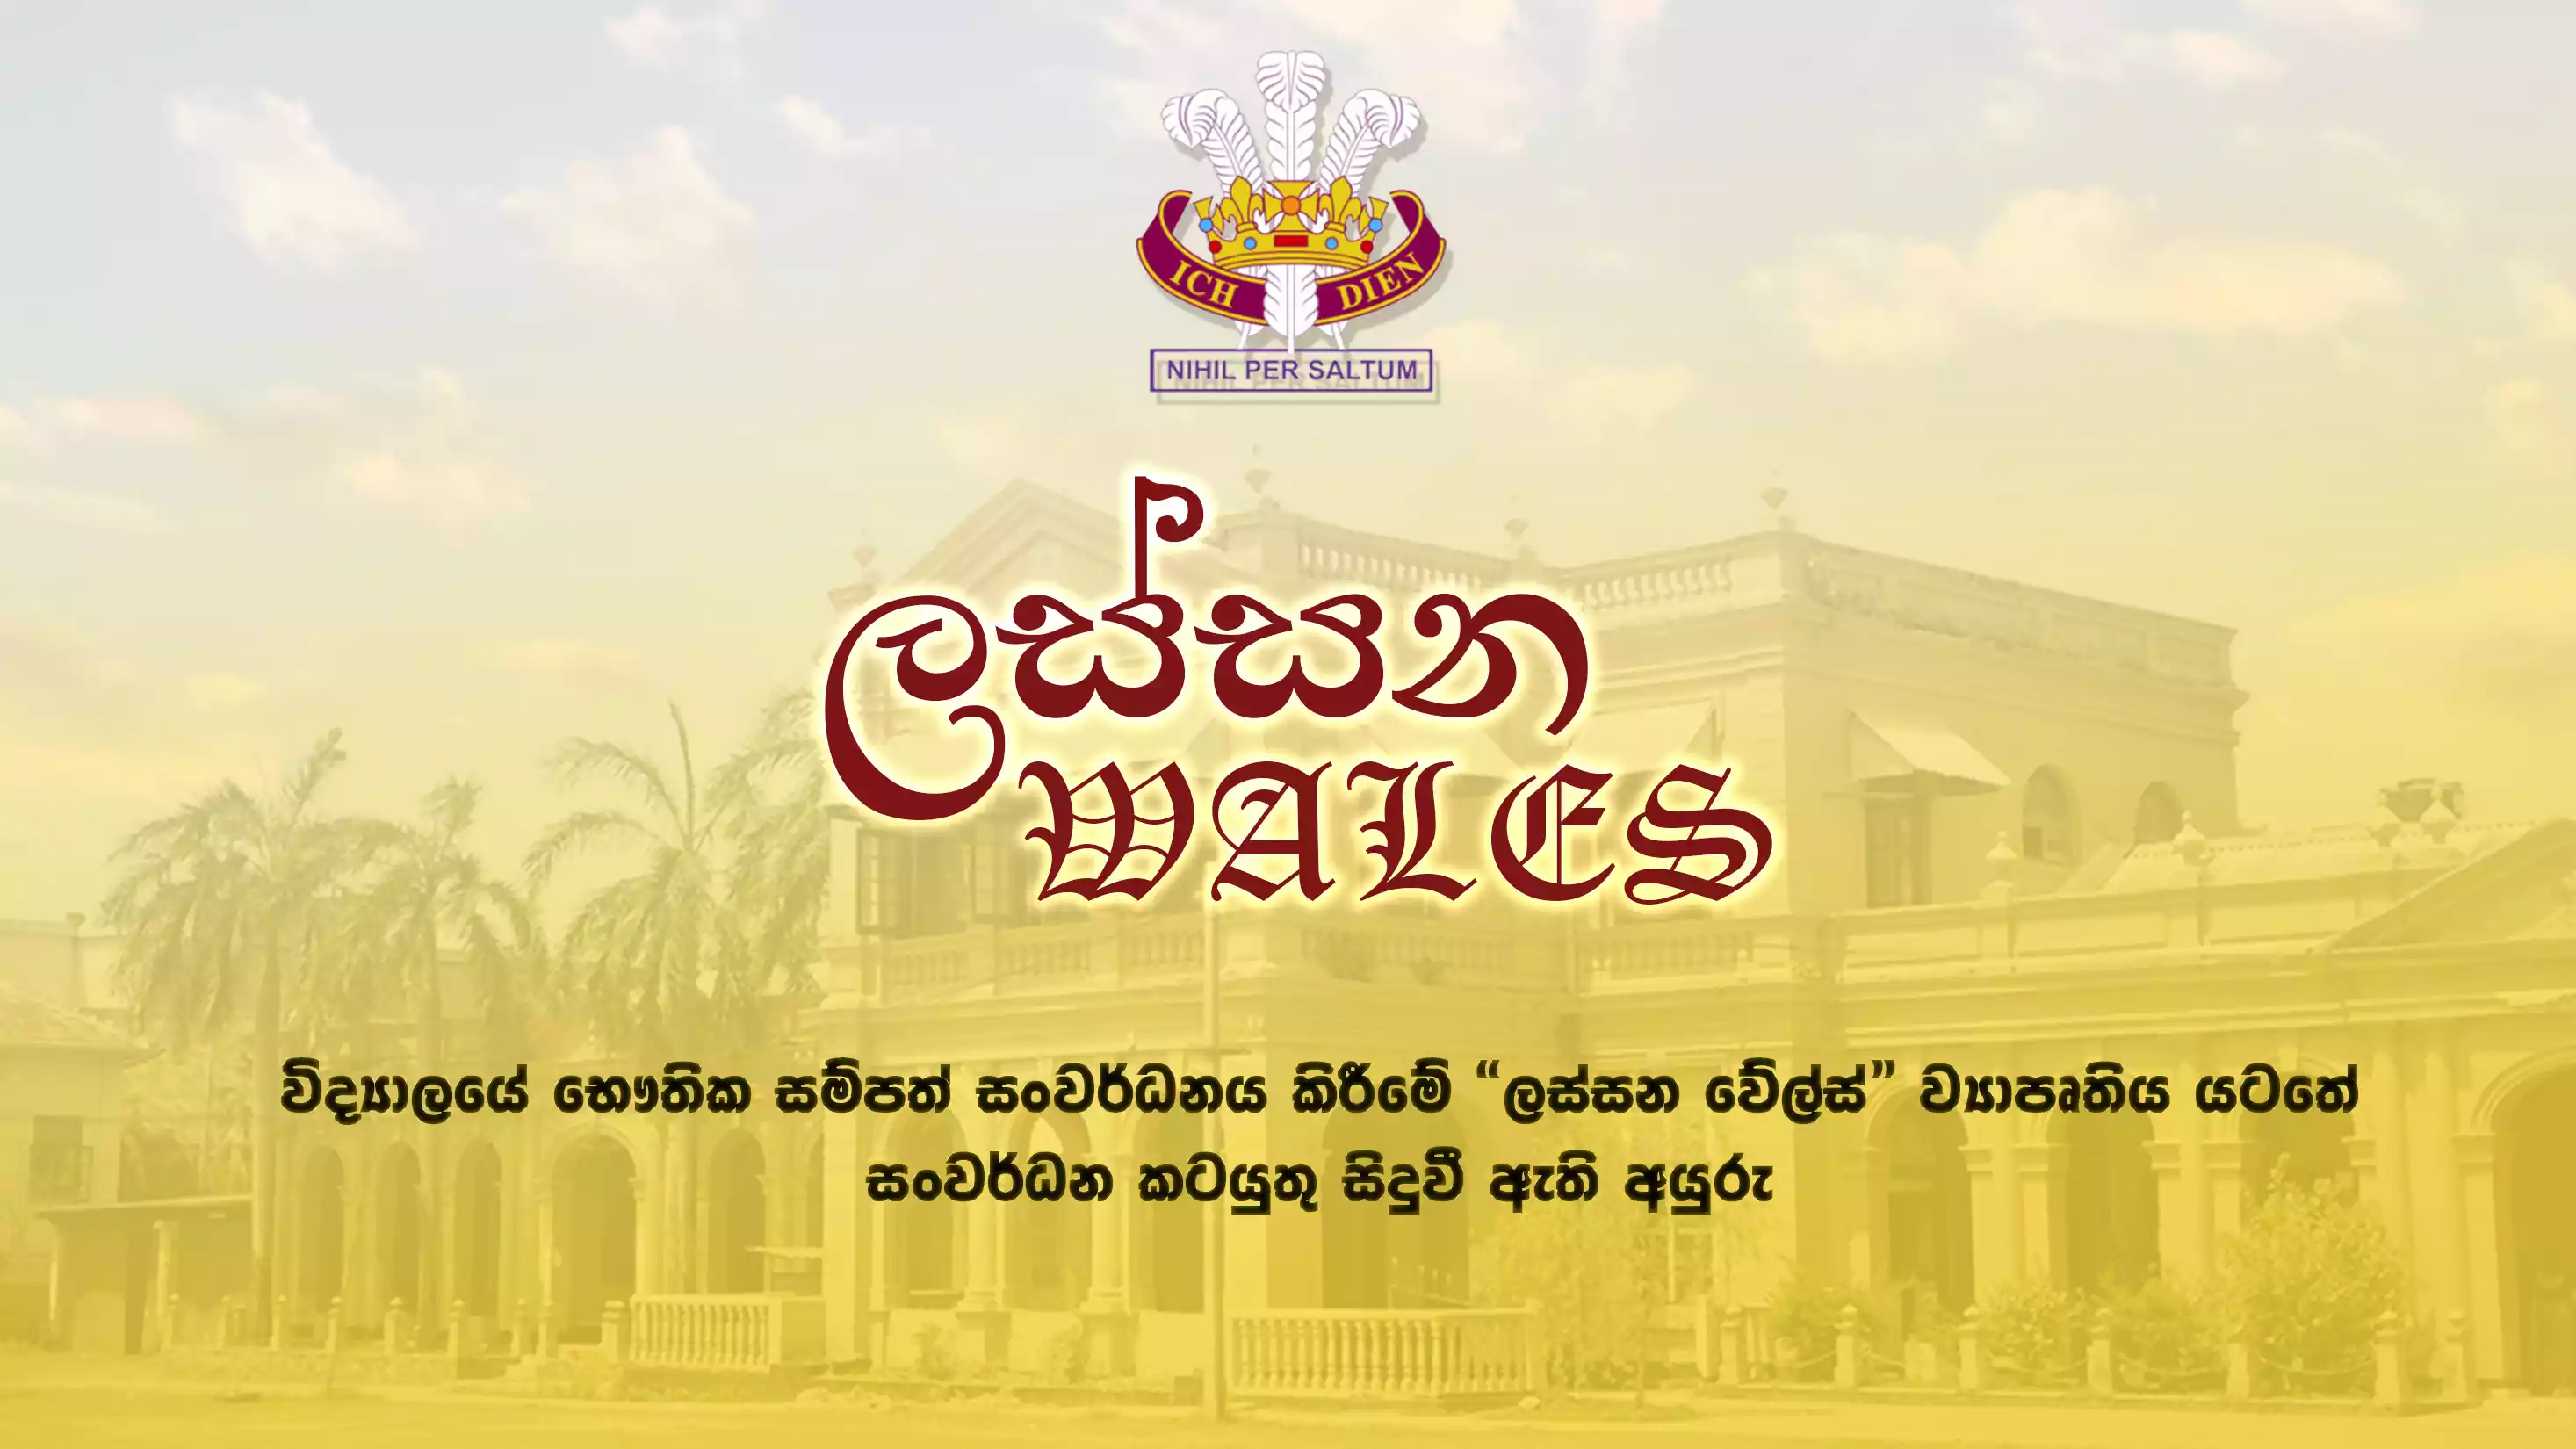 ICH DIEN
NIHIL PER SALTUM
ලස්සන
WALES
විද්‍යාලයේ භෞතික සම්පත් සංවර්ධනය කිරීමේ “ලස්සන වේල්ස්” ව්‍යාපෘතිය යටතේ
සංවර්ධන කටයුතු සිදුවී ඇති අයුරු